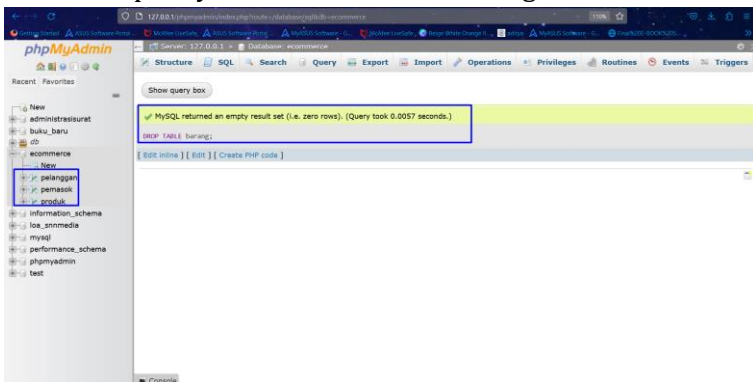 127.0.0.1/phpmyadmin/index.php?route=/database/sql&db=ecommerce
110%
Getting Started
phpMyAdmin
Recent Favorites
New
administrasisurat
buku_baru
db
ecommerce
New
pelanggan
pemasok
produk
information_schema
loa_snnmedia
mysql
performance_schema
phpmyadmin
test
Server: 127.0.0.1 » Database: ecommerce
Structure SQL Search Query Export Import Operations Privileges Routines Events Triggers
Show query box
MySQL returned an empty result set (i.e. zero rows). (Query took 0.0057 seconds.)
DROP TABLE barang;
[ Edit inline ] [ Edit ] [ Create PHP code ]
Console